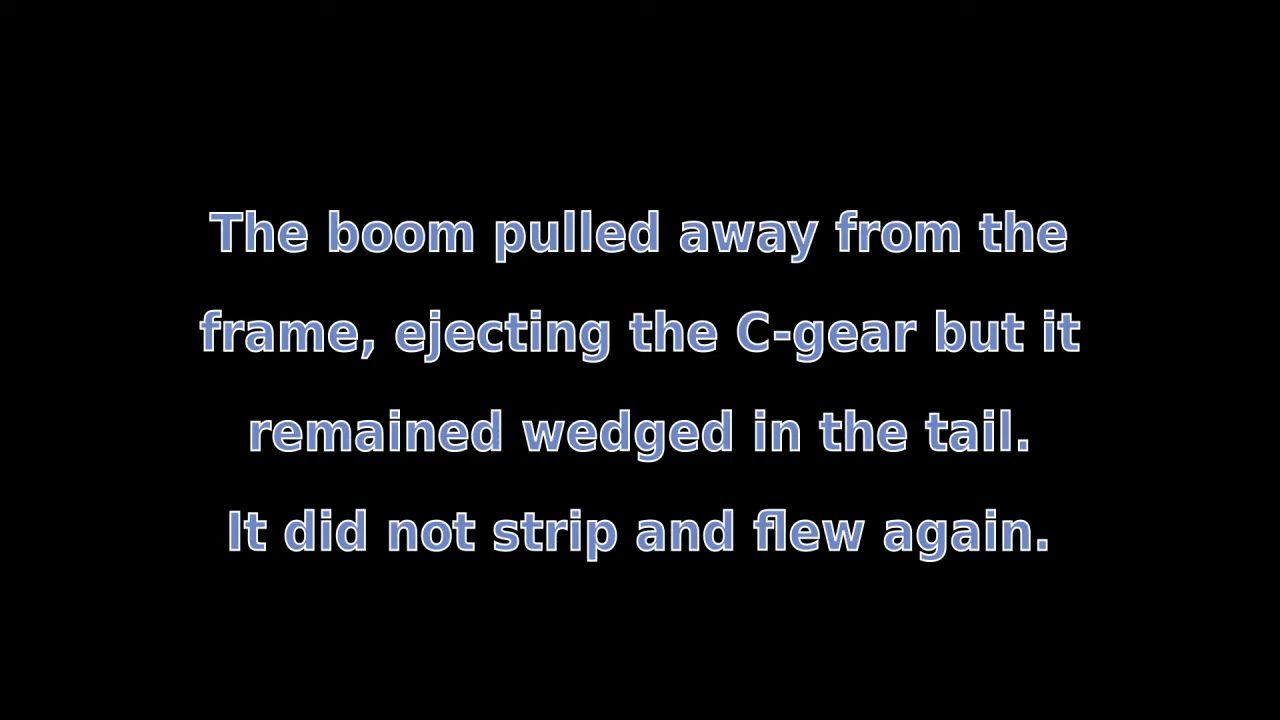 The boom pulled away from the
frame, ejecting the C-gear but it
remained wedged in the tail.
It did not strip and flew again.